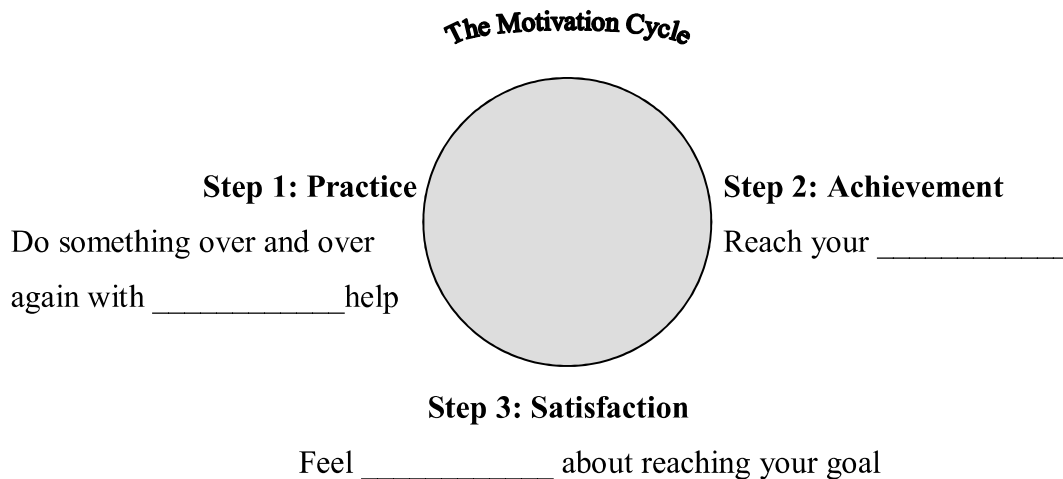 The Motivation Cycle
Step 1: Practice
Do something over and over
again with ____________help
Step 2: Achievement
Reach your ____________
Step 3: Satisfaction
Feel ____________ about reaching your goal